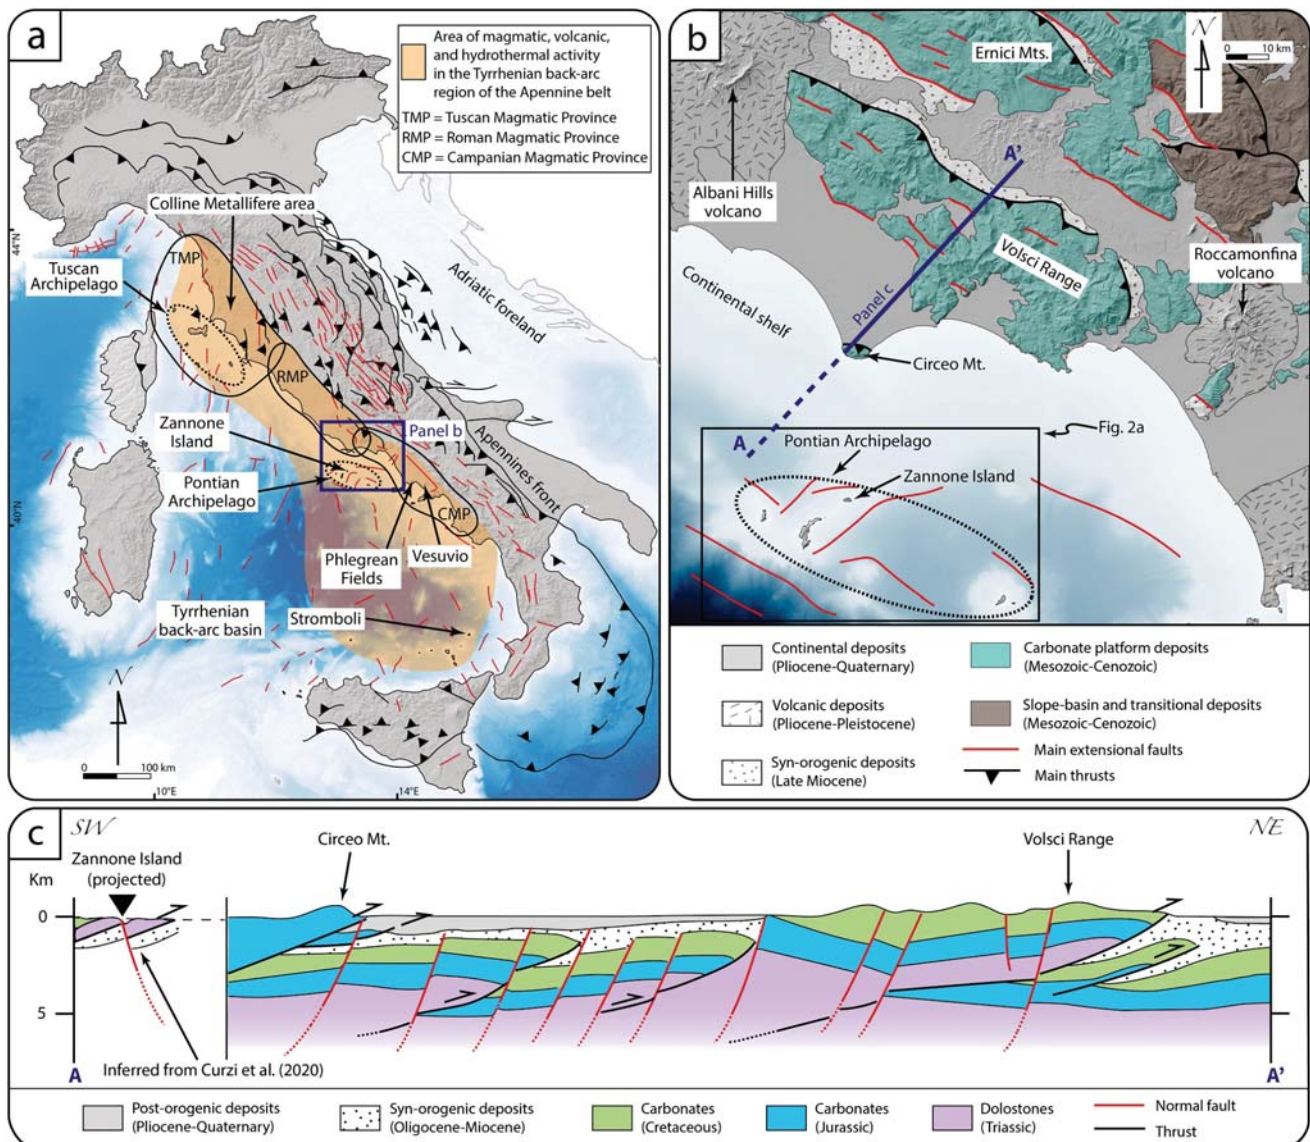 a
Area of magmatic, volcanic,
and hydrothermal activity
in the Tyrrhenian back-arc
region of the Apennine belt
TMP = Tuscan Magmatic Province
RMP = Roman Magmatic Province
CMP = Campanian Magmatic Province
Colline Metallifere area
44°N
TMP
Tuscan
Archipelago
Adriatic foreland
RMP
Zannone
Island
Panel b
Pontian
Archipelago
Apennines front
40°N
CMP
Phlegrean
Fields
Vesuvio
Tyrrhenian
back-arc basin
Stromboli
N
0 100 km
10°E
14°E
b
Ernici Mts.
N
0 10 km
A'
Albani Hills
volcano
Volsci Range
Roccamonfina
volcano
Continental shelf
Panel c
Circeo Mt.
A
Fig. 2a
Pontian Archipelago
Zannone Island
Continental deposits
(Pliocene-Quaternary)
Carbonate platform deposits
(Mesozoic-Cenozoic)
Volcanic deposits
(Pliocene-Pleistocene)
Slope-basin and transitional deposits
(Mesozoic-Cenozoic)
Main extensional faults
Syn-orogenic deposits
(Late Miocene)
Main thrusts
c
SW
NE
Circeo Mt.
Volsci Range
Zannone Island
(projected)
Km
0
5
A
Inferred from Curzi et al. (2020)
A'
Post-orogenic deposits
(Pliocene-Quaternary)
Syn-orogenic deposits
(Oligocene-Miocene)
Carbonates
(Cretaceous)
Carbonates
(Jurassic)
Dolostones
(Triassic)
Normal fault
Thrust